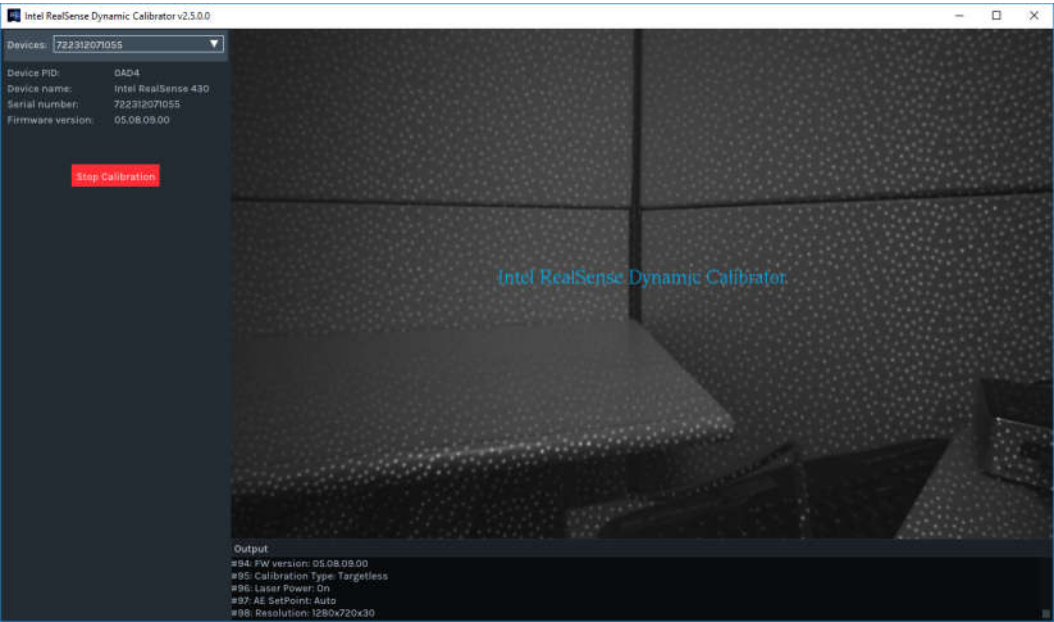 Intel RealSense Dynamic Calibrator v2.5.0.0
Devices: 722312071055
Device PID: 0AD4
Device name: Intel RealSense 430
Serial number: 722312071055
Firmware version: 05.08.09.00
Stop Calibration
Intel RealSense Dynamic Calibrator
Output
#94: FW version: 05.08.09.00
#95: Calibration Type: Targetless
#96: Laser Power: On
#97: AE SetPoint: Auto
#98: Resolution: 1280x720x30